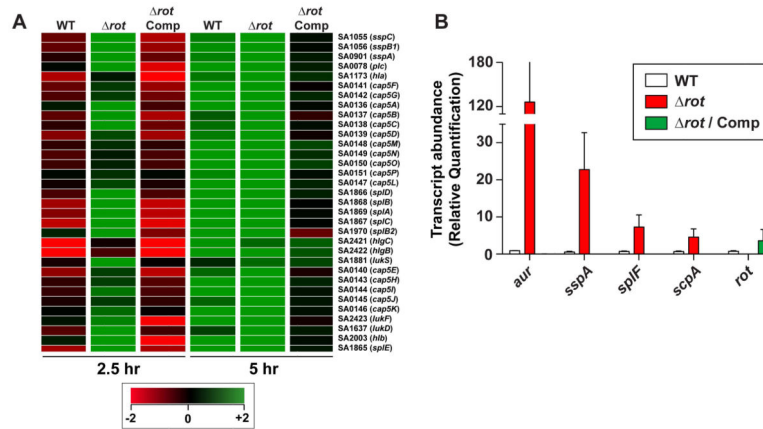 A
WT
Δrot
Δrot
Comp
WT
Δrot
Δrot
Comp
SA1055 (sspC)
SA1056 (sspB1)
SA0901 (sspA)
SA0078 (plc)
SA1173 (hla)
SA0141 (cap5F)
SA0142 (cap5G)
SA0136 (cap5A)
SA0137 (cap5B)
SA0138 (cap5C)
SA0139 (cap5D)
SA0148 (cap5M)
SA0149 (cap5N)
SA0150 (cap5O)
SA0151 (cap5P)
SA0147 (cap5L)
SA1866 (splD)
SA1868 (splB)
SA1869 (splA)
SA1867 (splC)
SA1970 (splB2)
SA2421 (hlgC)
SA2422 (hlgB)
SA1881 (lukS)
SA0140 (cap5E)
SA0143 (cap5H)
SA0144 (cap5I)
SA0145 (cap5J)
SA0146 (cap5K)
SA2423 (lukF)
SA1637 (lukD)
SA2003 (hlb)
SA1865 (splE)
2.5 hr
5 hr
-2
0
+2
B
Transcript abundance
(Relative Quantification)
180
120
30
20
10
0
aur
sspA
splF
scpA
rot
WT
Δrot
Δrot / Comp